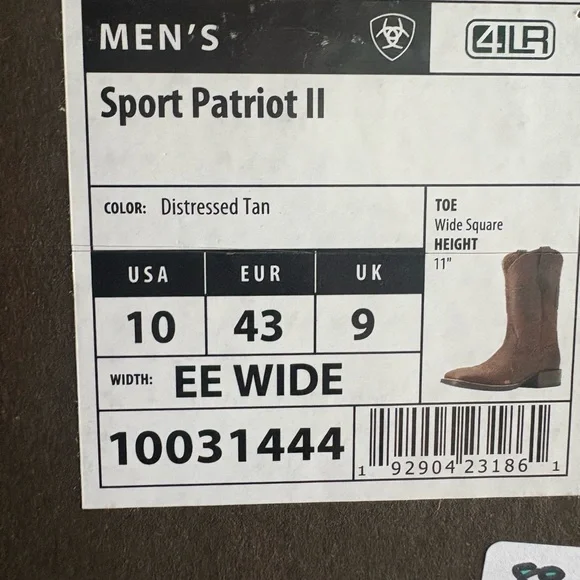 MEN'S
4LR
Sport Patriot II
COLOR: Distressed Tan
TOE
Wide Square
HEIGHT
11"
USA EUR UK
10 43 9
WIDTH: EE WIDE
10031444
1 92904 23186 1